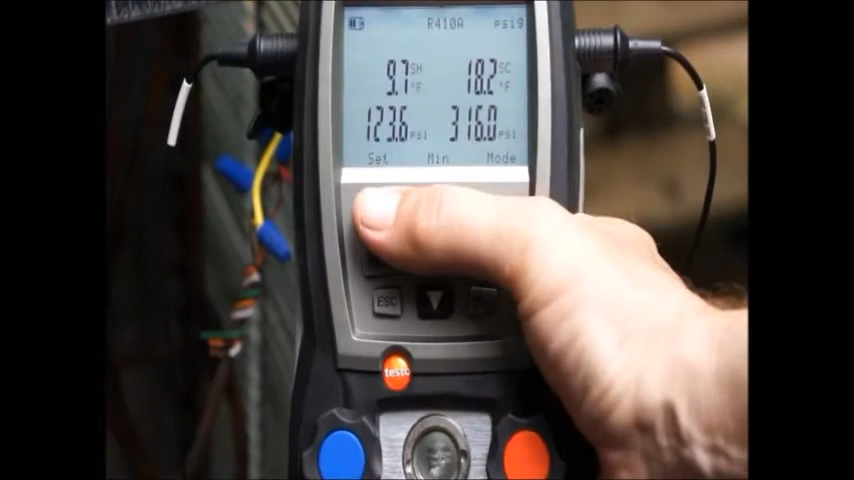 R410A psig
9.7 SH °F 18.2 SC °F
123.6 psi 316.0 psi
Set Min Mode
ESC
testo